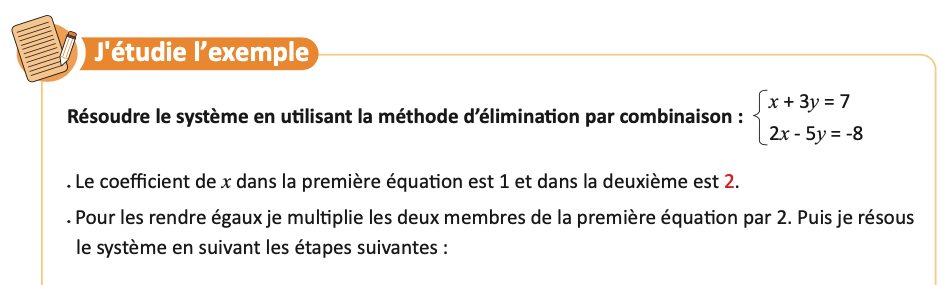 J'étudie l'exemple
Résoudre le système en utilisant la méthode d'élimination par combinaison : { x + 3y = 7
2x - 5y = -8
. Le coefficient de x dans la première équation est 1 et dans la deuxième est 2.
. Pour les rendre égaux je multiplie les deux membres de la première équation par 2. Puis je résous
le système en suivant les étapes suivantes :